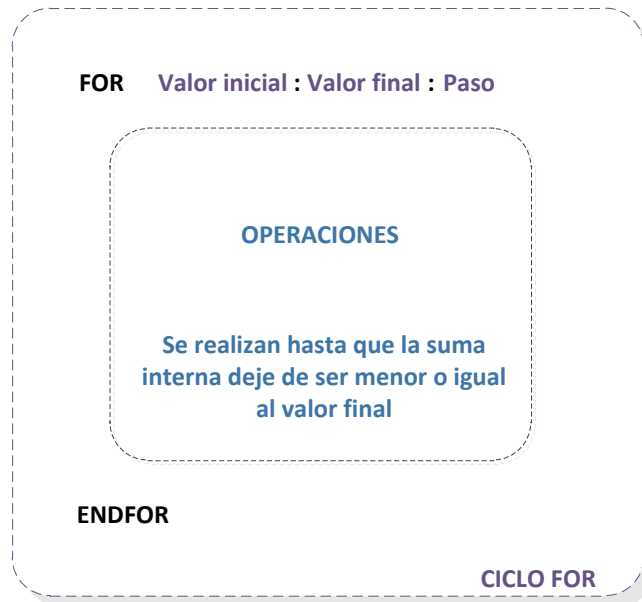 FOR Valor inicial : Valor final : Paso
OPERACIONES
Se realizan hasta que la suma
interna deje de ser menor o igual
al valor final
ENDFOR
CICLO FOR